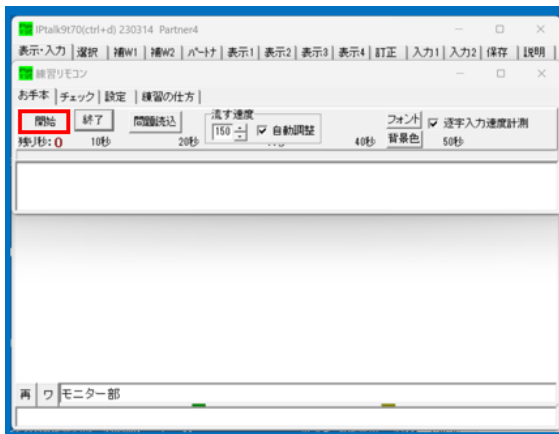 IPtalk9t70(ctrl+d) 230314 Partner4
表示・入力 選択 補W1 補W2 パートナ 表示1 表示2 表示3 表示4 訂正 入力1 入力2 保存 説明
練習リモコン
お手本 チェック 設定 練習の仕方
開始 終了 問題読込 流す速度 150 自動調整 フォント 背景色 逐字入力速度計測
残り秒: 0 10秒 20秒 40秒 50秒
再 ワ モニター部